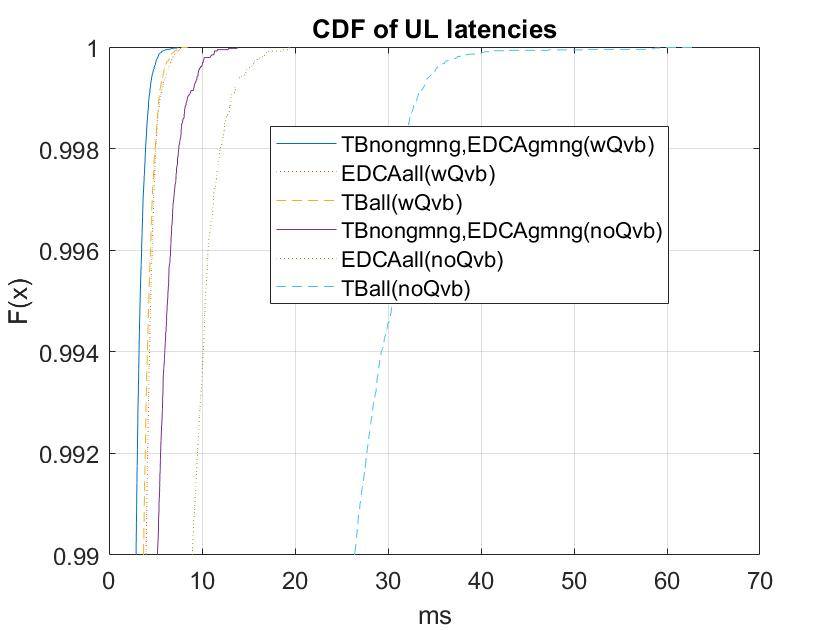 CDF of UL latencies
1
0.998
0.996
0.994
0.992
0.99
F(x)
TBnongmng,EDCAgmng(wQvb)
EDCAall(wQvb)
TBall(wQvb)
TBnongmng,EDCAgmng(noQvb)
EDCAall(noQvb)
TBall(noQvb)
0 10 20 30 40 50 60 70
ms